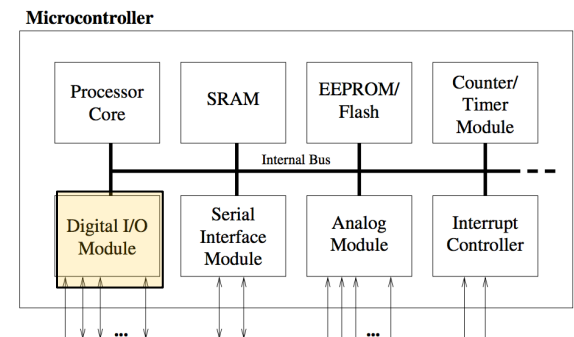 Microcontroller
Processor
Core
SRAM
EEPROM/
Flash
Counter/
Timer
Module
Internal Bus
Digital I/O
Module
Serial
Interface
Module
Analog
Module
Interrupt
Controller
...
...